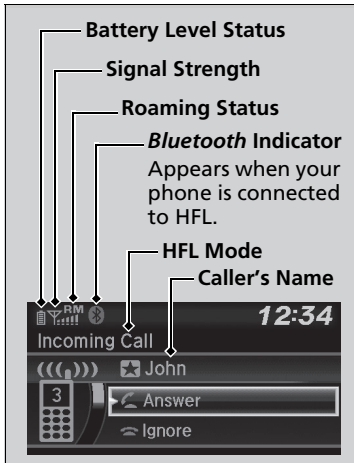 Battery Level Status
Signal Strength
Roaming Status
Bluetooth Indicator
Appears when your
phone is connected
to HFL.
HFL Mode
Caller's Name
RM
12:34
Incoming Call
John
3
Answer
Ignore